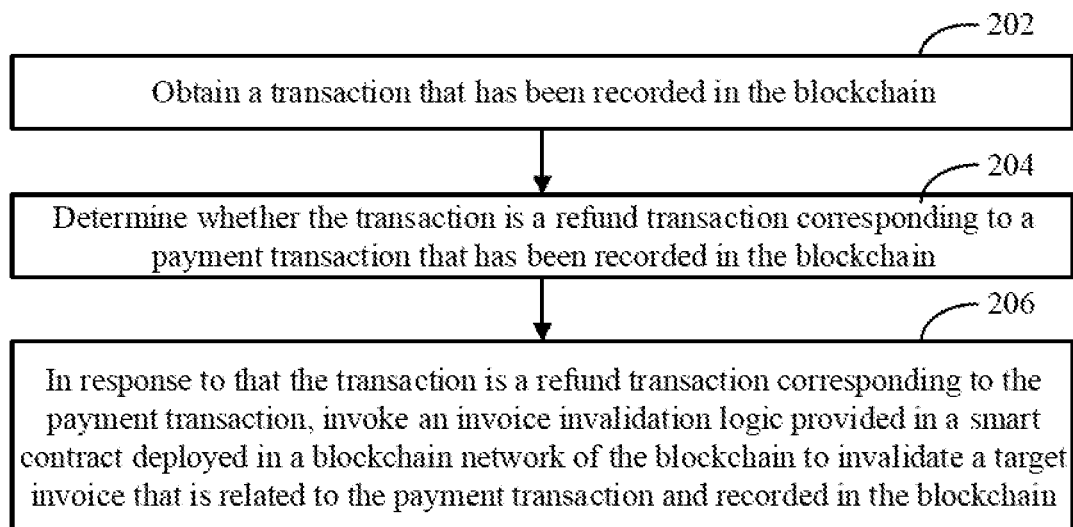 202
Obtain a transaction that has been recorded in the blockchain
204
Determine whether the transaction is a refund transaction corresponding to a
payment transaction that has been recorded in the blockchain
206
In response to that the transaction is a refund transaction corresponding to the
payment transaction, invoke an invoice invalidation logic provided in a smart
contract deployed in a blockchain network of the blockchain to invalidate a target
invoice that is related to the payment transaction and recorded in the blockchain